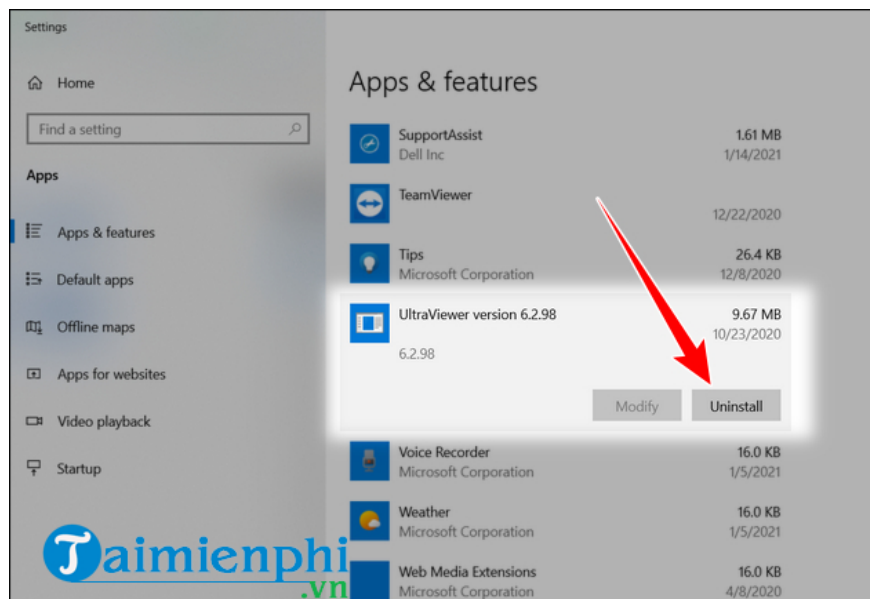 Settings
Home
Find a setting
Apps
Apps & features
Default apps
Offline maps
Apps for websites
Video playback
Startup
Apps & features
SupportAssist 1.61 MB
Dell Inc 1/14/2021
TeamViewer
12/22/2020
Tips 26.4 KB
Microsoft Corporation 12/8/2020
UltraViewer version 6.2.98 9.67 MB
10/23/2020
6.2.98
Modify Uninstall
Voice Recorder 16.0 KB
Microsoft Corporation 1/5/2021
Weather 16.0 KB
Microsoft Corporation 1/5/2021
Web Media Extensions 16.0 KB
Microsoft Corporation 4/8/2020
Taimienphi
.vn